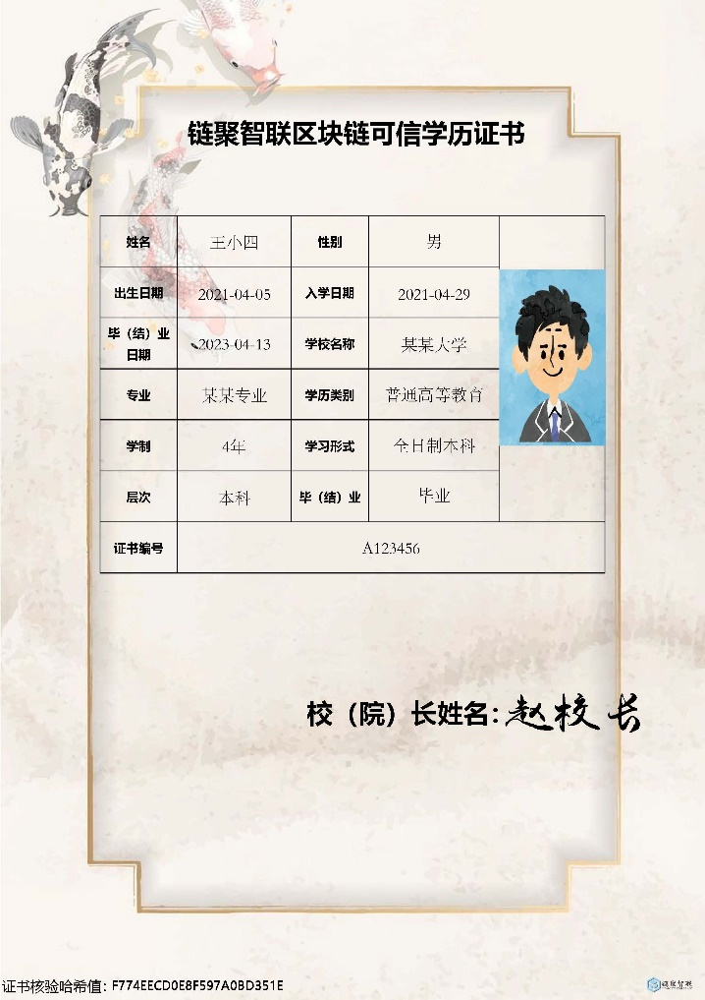 链聚智联区块链可信学历证书
姓名 王小四 性别 男
出生日期 2021-04-05 入学日期 2021-04-29
毕（结）业
日期 2023-04-13 学校名称 某某大学
专业 某某专业 学历类别 普通高等教育
学制 4年 学习形式 全日制本科
层次 本科 毕（结）业 毕业
证书编号 A123456
校（院）长姓名：赵校长
证书核验哈希值：F774EECD0E8F597A0BD351E
链聚智联